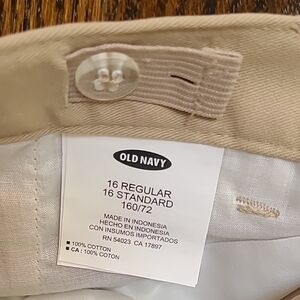 OLD NAVY
16 REGULAR
16 STANDARD
160/72
MADE IN INDONESIA
HECHO EN INDONESIA
CON INSUMOS IMPORTADOS
RN 54023 CA 17897
■ 100% COTTON
■ CA : 100% COTON